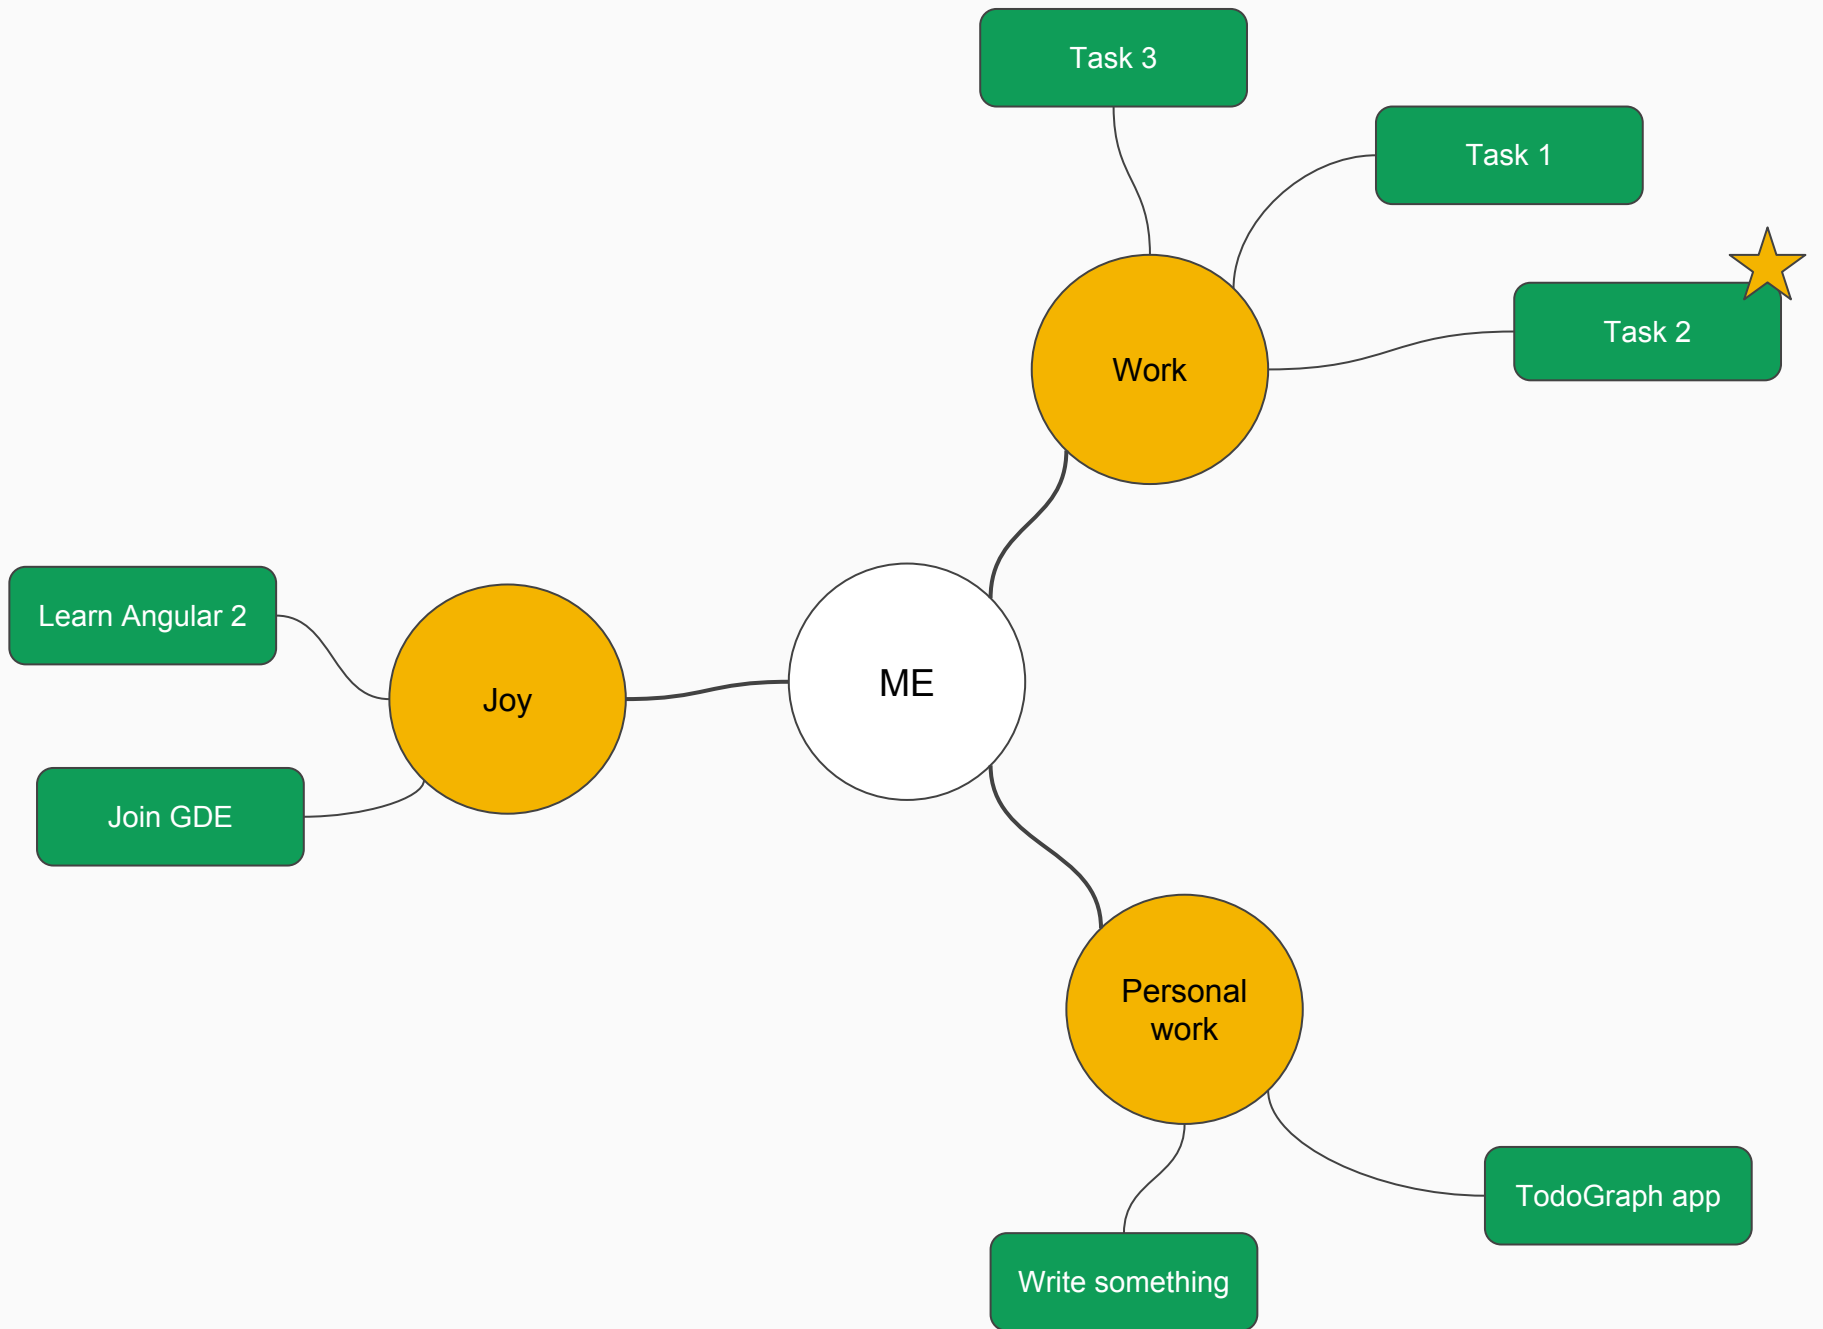 Task 3
Task 1
Task 2
Work
Learn Angular 2
Joy
ME
Join GDE
Personal
work
TodoGraph app
Write something